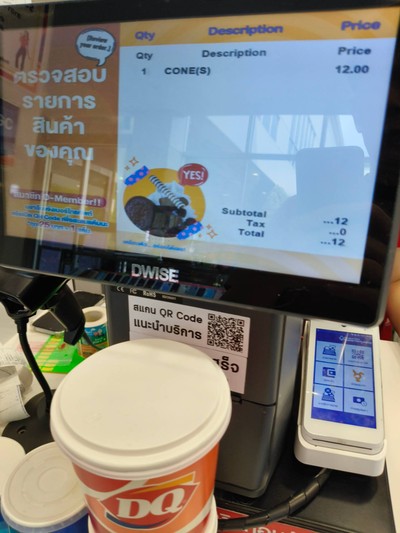 (Review your order.)
ตรวจสอบ
รายการ
สินค้า
ของคุณ
Qty Description Price
Qty Description Price
1 CONE(S) 12.00
YES!
Subtotal ...12
Tax ...0
Total ...12
DWISE
CE FC RoHS
สแกน QR Code
แนะนำบริการ
DQ